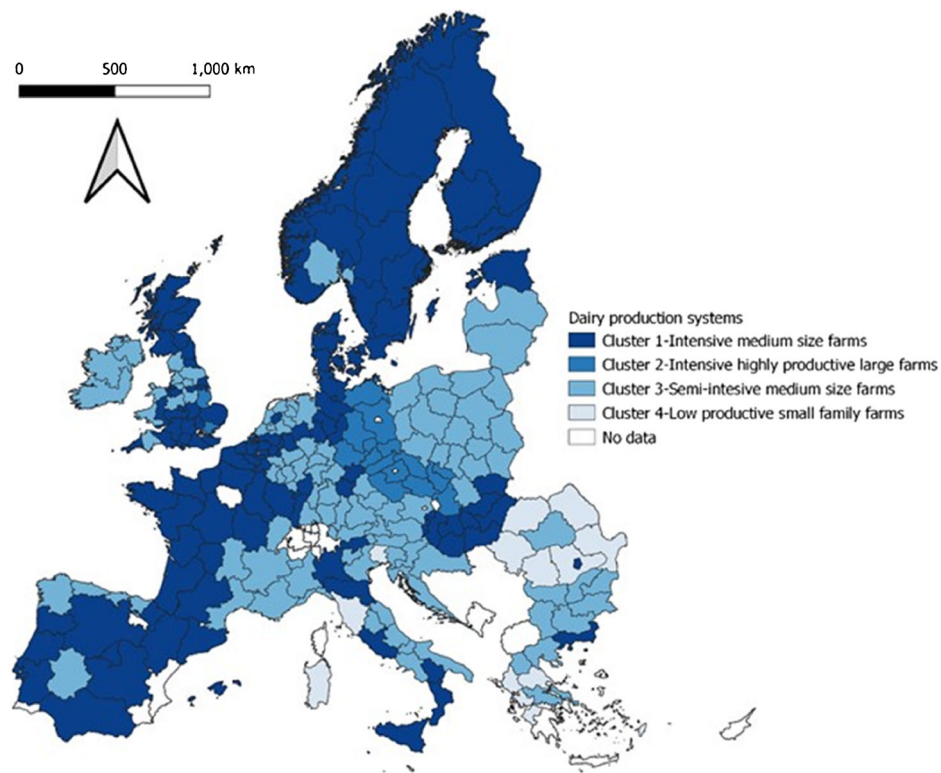 0 500 1,000 km
Dairy production systems
Cluster 1-Intensive medium size farms
Cluster 2-Intensive highly productive large farms
Cluster 3-Semi-intesive medium size farms
Cluster 4-Low productive small family farms
No data